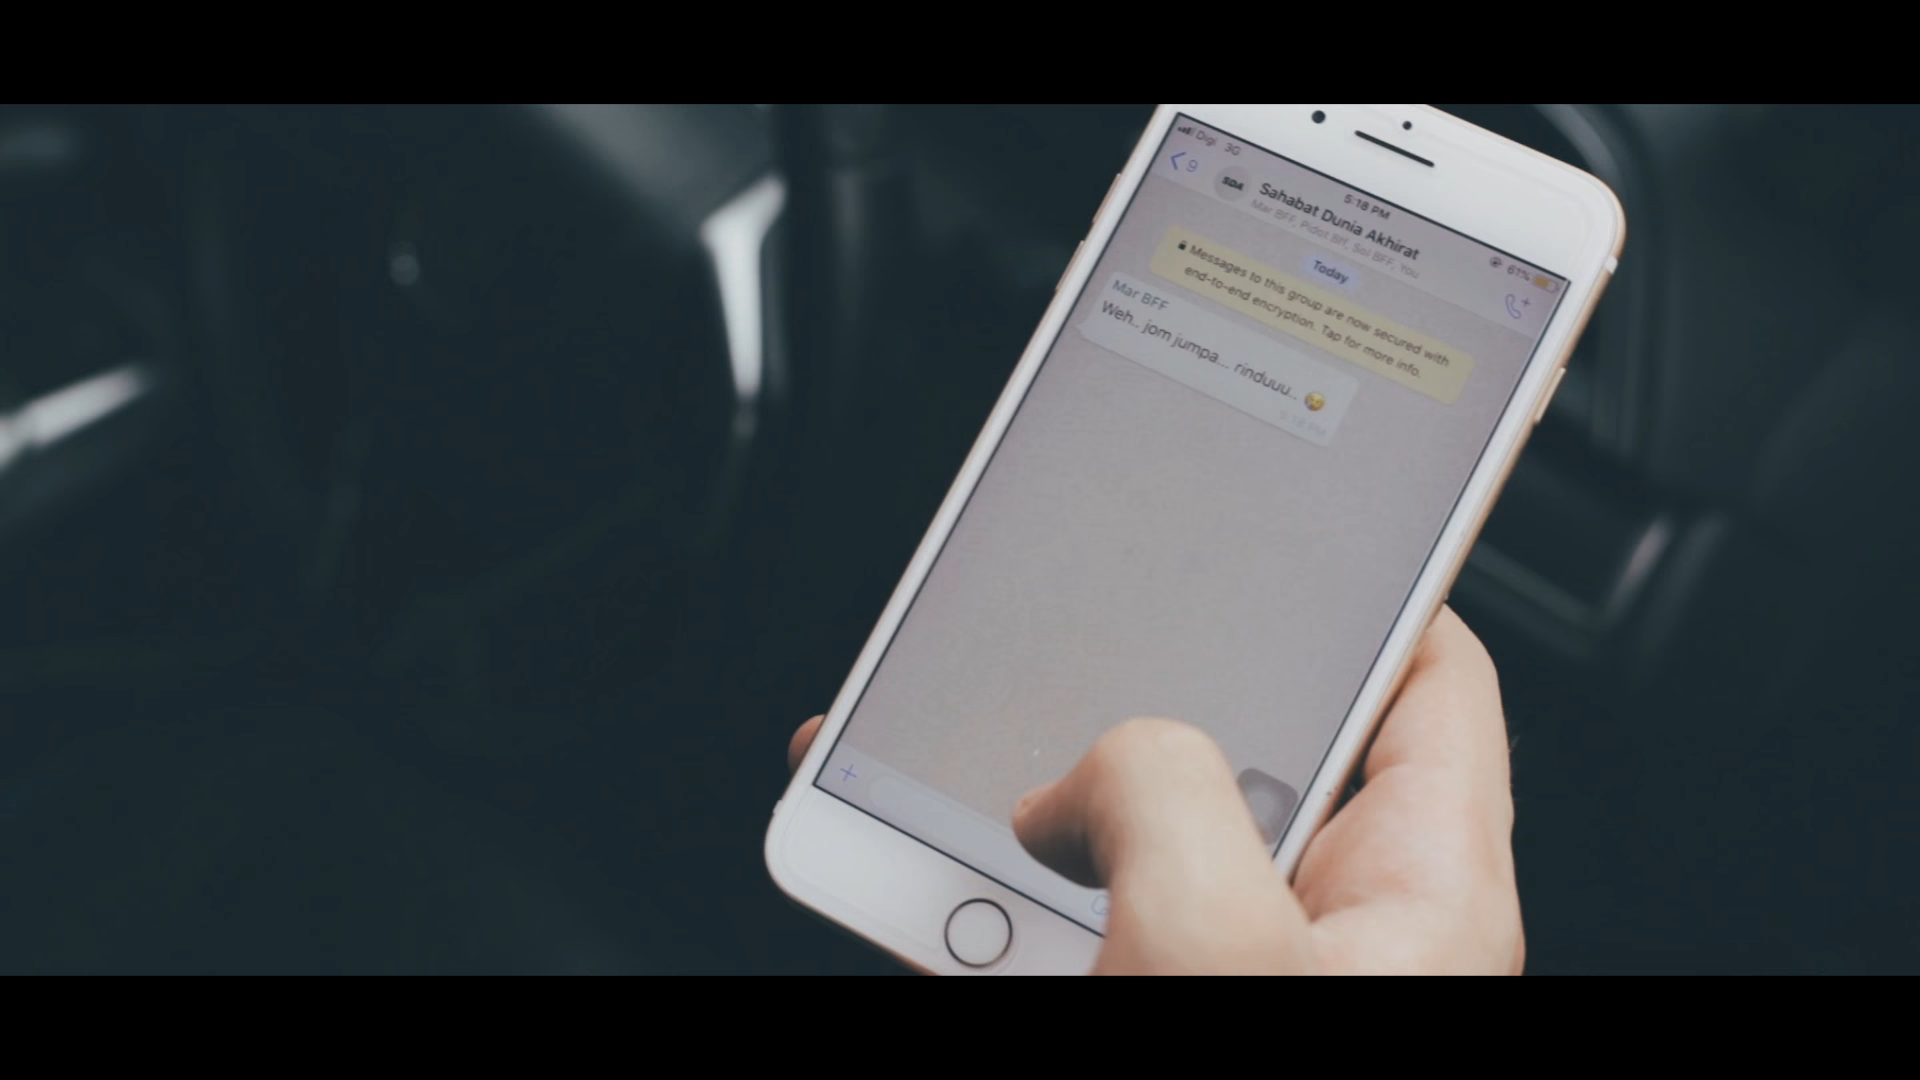 Digi 3G
5:18 PM
61%
9
SDA
Sahabat Dunia Akhirat
Mar BFF, Pidot Bff, Sol BFF, You
Today
Messages to this group are now secured with
end-to-end encryption. Tap for more info.
Mar BFF
Weh.. jom jumpa... rinduuu.. 😢
5:18 PM